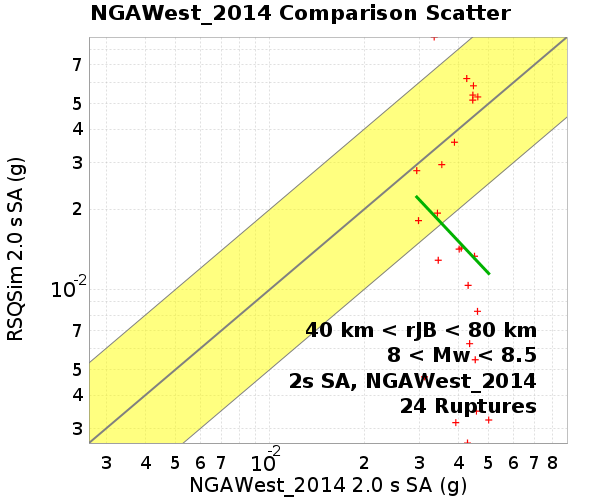 NGAWest_2014 Comparison Scatter
RSQSim 2.0 s SA (g)
7
5
4
3
2
10-2
7
5
4
3
40 km < rJB < 80 km
8 < Mw < 8.5
2s SA, NGAWest_2014
24 Ruptures
3 4 5 6 7 10-2 2 3 4 5 6 7 8
NGAWest_2014 2.0 s SA (g)